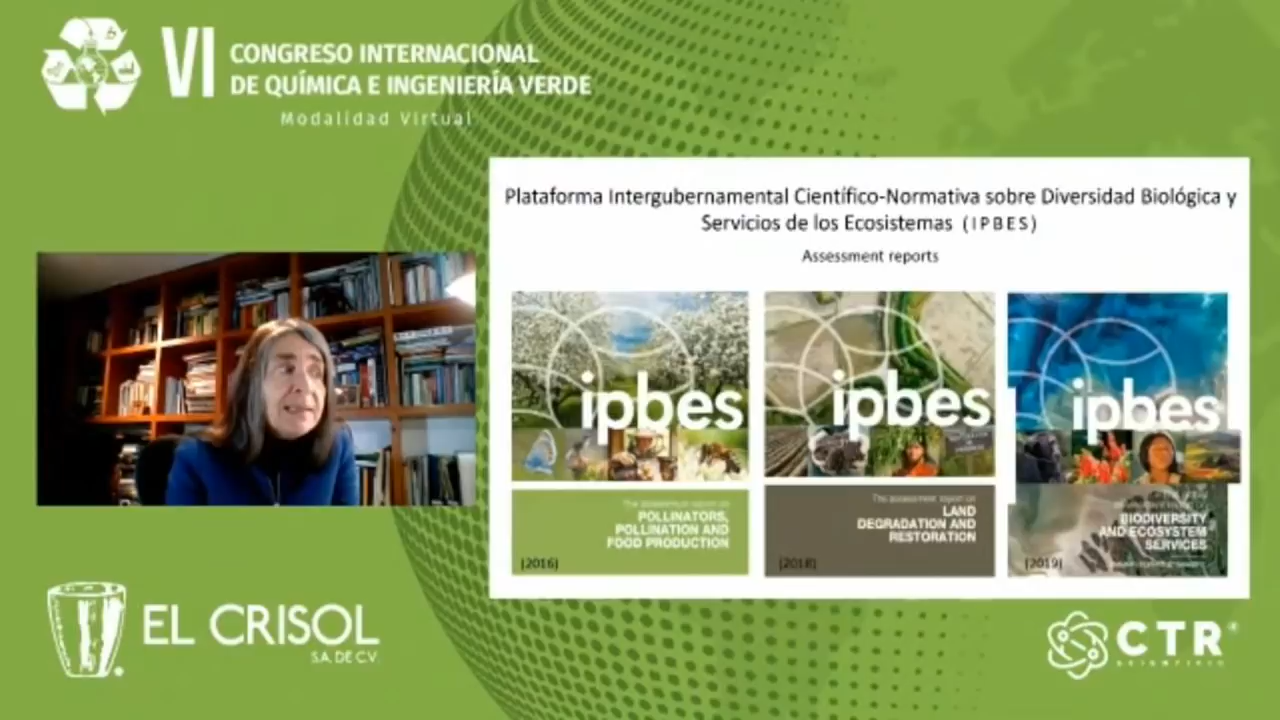 VI CONGRESO INTERNACIONAL
DE QUÍMICA E INGENIERÍA VERDE
Modalidad Virtual
Plataforma Intergubernamental Científico-Normativa sobre Diversidad Biológica y
Servicios de los Ecosistemas (IPBES)
Assessment reports
ipbes
The assessment report on
POLLINATORS,
POLLINATION AND
FOOD PRODUCTION
(2016)
ipbes
The assessment report on
LAND
DEGRADATION AND
RESTORATION
(2018)
ipbes
BIODIVERSITY
AND ECOSYSTEM
SERVICES
(2019)
EL CRISOL
S.A. DE C.V.
CTR
SCIENTIFIC